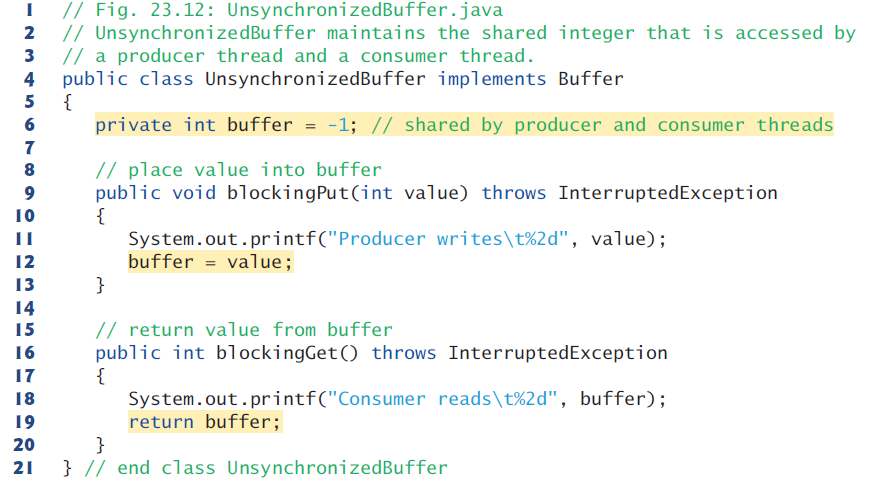 1 // Fig. 23.12: UnsynchronizedBuffer.java
2 // UnsynchronizedBuffer maintains the shared integer that is accessed by
3 // a producer thread and a consumer thread.
4 public class UnsynchronizedBuffer implements Buffer
5 {
6 private int buffer = -1; // shared by producer and consumer threads
7
8 // place value into buffer
9 public void blockingPut(int value) throws InterruptedException
10 {
11 System.out.printf("Producer writes\t%2d", value);
12 buffer = value;
13 }
14
15 // return value from buffer
16 public int blockingGet() throws InterruptedException
17 {
18 System.out.printf("Consumer reads\t%2d", buffer);
19 return buffer;
20 }
21 } // end class UnsynchronizedBuffer